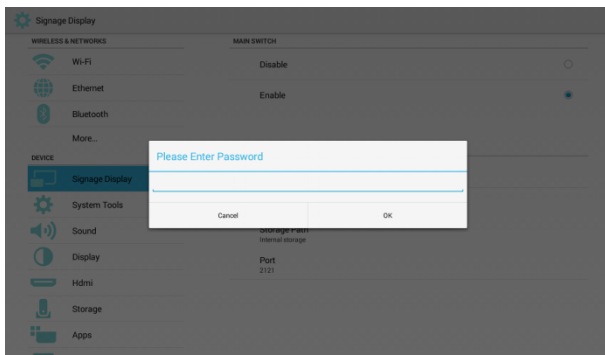 Signage Display
WIRELESS & NETWORKS
Wi-Fi
Ethernet
Bluetooth
More...
DEVICE
Signage Display
System Tools
Sound
Display
Hdmi
Storage
Apps
MAIN SWITCH
Disable
Enable
Please Enter Password
Cancel
OK
Storage Path
Internal storage
Port
2121